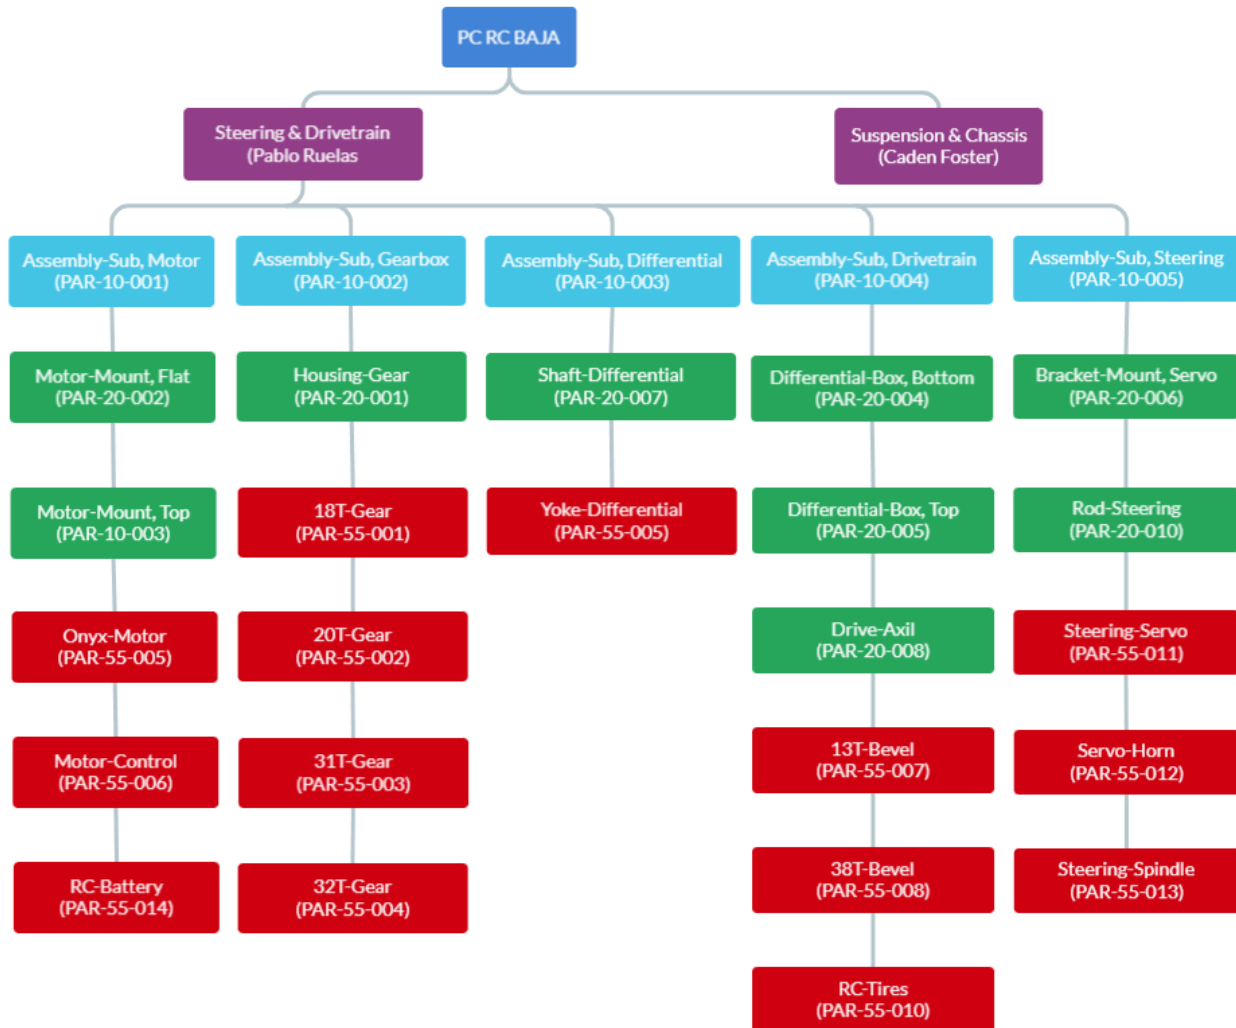 PC RC BAJA
Steering & Drivetrain
(Pablo Ruelas
Suspension & Chassis
(Caden Foster)
Assembly-Sub, Motor
(PAR-10-001)
Assembly-Sub, Gearbox
(PAR-10-002)
Assembly-Sub, Differential
(PAR-10-003)
Assembly-Sub, Drivetrain
(PAR-10-004)
Assembly-Sub, Steering
(PAR-10-005)
Motor-Mount, Flat
(PAR-20-002)
Housing-Gear
(PAR-20-001)
Shaft-Differential
(PAR-20-007)
Differential-Box, Bottom
(PAR-20-004)
Bracket-Mount, Servo
(PAR-20-006)
Motor-Mount, Top
(PAR-10-003)
18T-Gear
(PAR-55-001)
Yoke-Differential
(PAR-55-005)
Differential-Box, Top
(PAR-20-005)
Rod-Steering
(PAR-20-010)
Onyx-Motor
(PAR-55-005)
20T-Gear
(PAR-55-002)
Drive-Axil
(PAR-20-008)
Steering-Servo
(PAR-55-011)
Motor-Control
(PAR-55-006)
31T-Gear
(PAR-55-003)
13T-Bevel
(PAR-55-007)
Servo-Horn
(PAR-55-012)
RC-Battery
(PAR-55-014)
32T-Gear
(PAR-55-004)
38T-Bevel
(PAR-55-008)
Steering-Spindle
(PAR-55-013)
RC-Tires
(PAR-55-010)